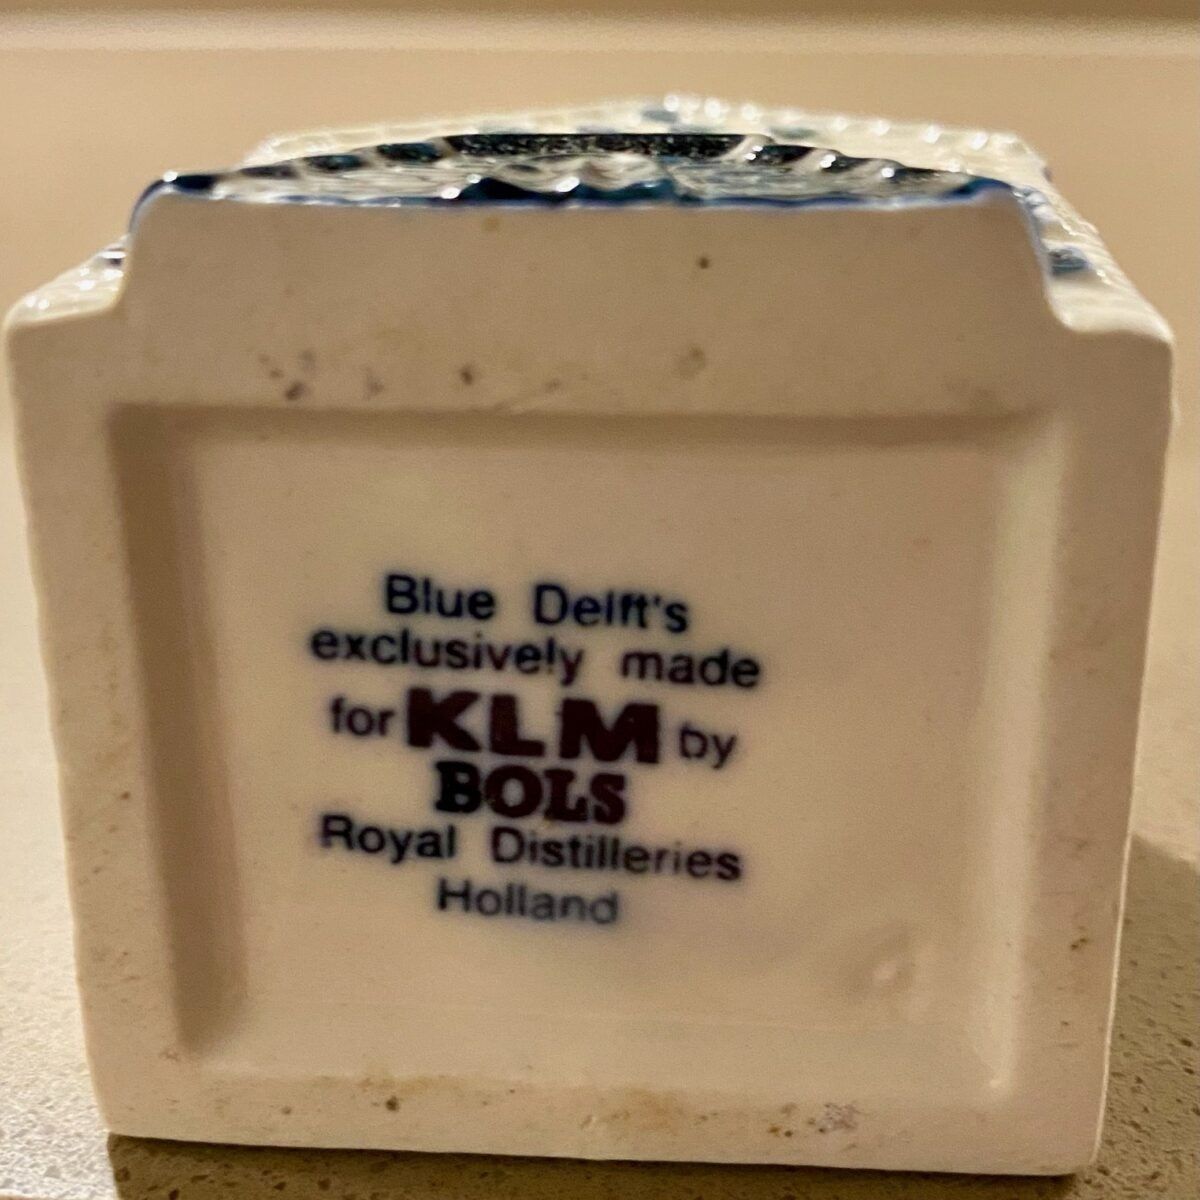 Blue Delft's
exclusively made
for KLM by
BOLS
Royal Distilleries
Holland